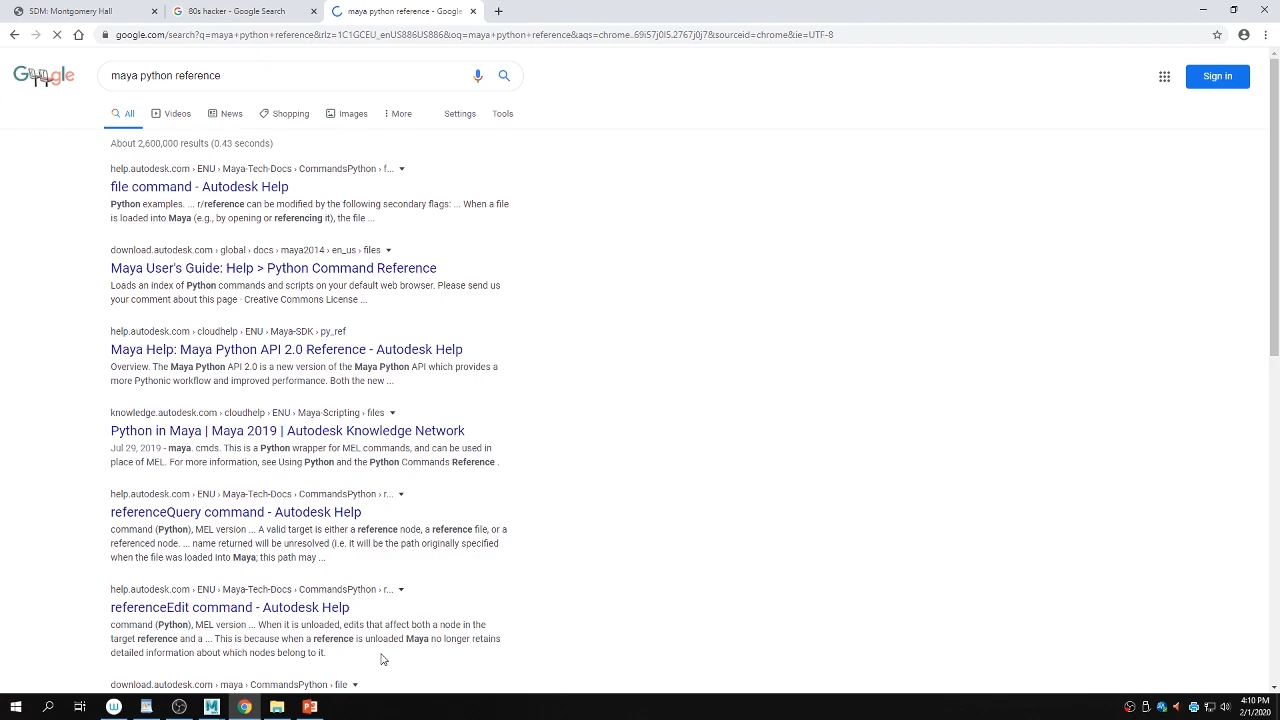 SDM: Montgomery Hall
80s hacker - Google Search
maya python reference - Google
google.com/search?q=maya+python+reference&rlz=1C1GCEU_enUS886US886&oq=maya+python+reference&aqs=chrome..69i57j0l5.2767j0j7&sourceid=chrome&ie=UTF-8
Google
maya python reference
Sign in
All Videos News Shopping Images More Settings Tools
About 2,600,000 results (0.43 seconds)
help.autodesk.com › ENU › Maya-Tech-Docs › CommandsPython › f...
file command - Autodesk Help
Python examples. ... r/reference can be modified by the following secondary flags: ... When a file
is loaded into Maya (e.g., by opening or referencing it), the file ...
download.autodesk.com › global › docs › maya2014 › en_us › files
Maya User's Guide: Help > Python Command Reference
Loads an index of Python commands and scripts on your default web browser. Please send us
your comment about this page · Creative Commons License ...
help.autodesk.com › cloudhelp › ENU › Maya-SDK › py_ref
Maya Help: Maya Python API 2.0 Reference - Autodesk Help
Overview. The Maya Python API 2.0 is a new version of the Maya Python API which provides a
more Pythonic workflow and improved performance. Both the new ...
knowledge.autodesk.com › cloudhelp › ENU › Maya-Scripting › files
Python in Maya | Maya 2019 | Autodesk Knowledge Network
Jul 29, 2019 - maya. cmds. This is a Python wrapper for MEL commands, and can be used in
place of MEL. For more information, see Using Python and the Python Commands Reference .
help.autodesk.com › ENU › Maya-Tech-Docs › CommandsPython › r...
referenceQuery command - Autodesk Help
command (Python), MEL version ... A valid target is either a reference node, a reference file, or a
referenced node. ... name returned will be unresolved (i.e. it will be the path originally specified
when the file was loaded into Maya; this path may ...
help.autodesk.com › ENU › Maya-Tech-Docs › CommandsPython › r...
referenceEdit command - Autodesk Help
command (Python), MEL version ... When it is unloaded, edits that affect both a node in the
target reference and a ... This is because when a reference is unloaded Maya no longer retains
detailed information about which nodes belong to it.
download.autodesk.com › maya › CommandsPython › file
4:10 PM
2/1/2020